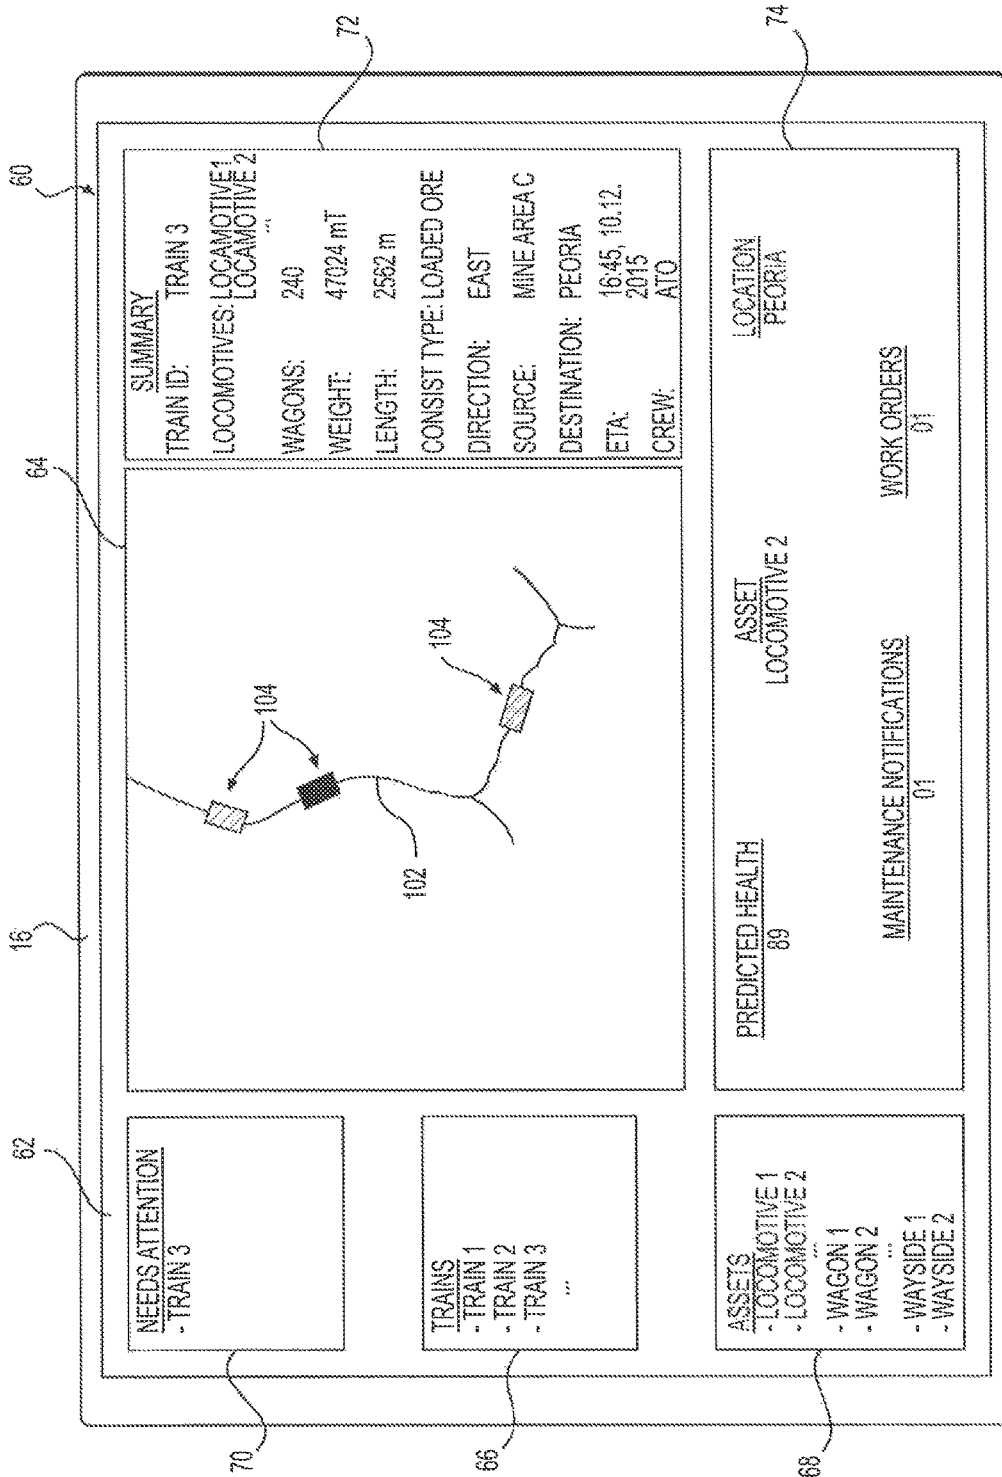 16
62
64
60
70
NEEDS ATTENTION
- TRAIN 3
66
TRAINS
- TRAIN 1
- TRAIN 2
- TRAIN 3
...
68
ASSETS
- LOCOMOTIVE 1
- LOCOMOTIVE 2
...
- WAGON 1
- WAGON 2
...
- WAYSIDE 1
- WAYSIDE 2
104
104
102
72
SUMMARY
TRAIN ID: TRAIN 3
LOCOMOTIVES: LOCAMOTIVE1
LOCAMOTIVE 2
...
WAGONS: 240
WEIGHT: 47024 mT
LENGTH: 2562 m
CONSIST TYPE: LOADED ORE
DIRECTION: EAST
SOURCE: MINE AREA C
DESTINATION: PEORIA
ETA: 16:45, 10.12.
2015
CREW: ATO
74
PREDICTED HEALTH
89
ASSET
LOCOMOTIVE 2
LOCATION
PEORIA
MAINTENANCE NOTIFICATIONS
01
WORK ORDERS
01